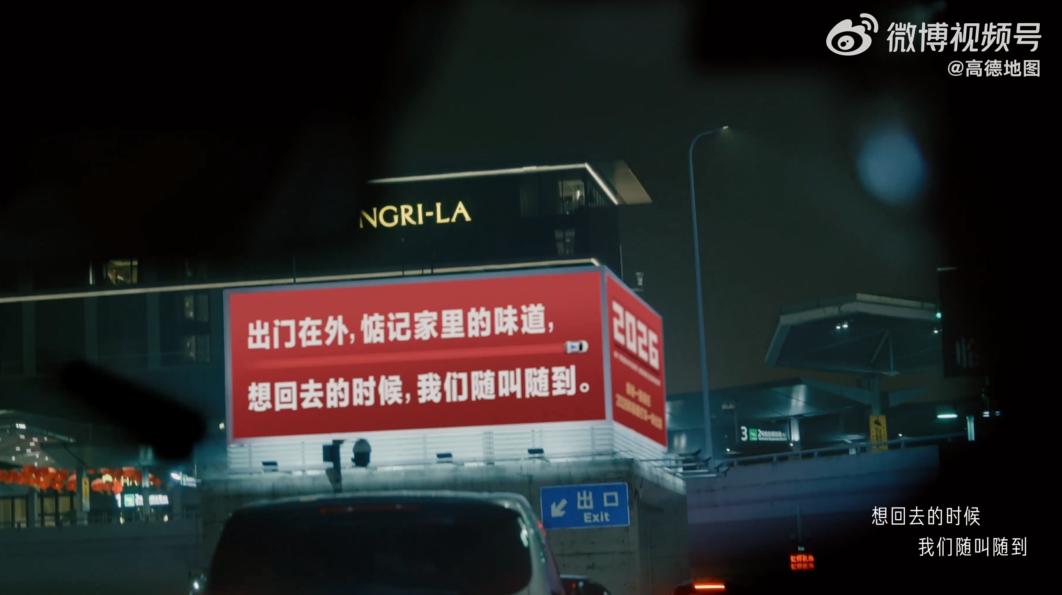 微博视频号
@高德地图
NGRI-LA
出门在外,惦记家里的味道,
想回去的时候,我们随叫随到。
2026
3
出口
Exit
想回去的时候
我们随叫随到